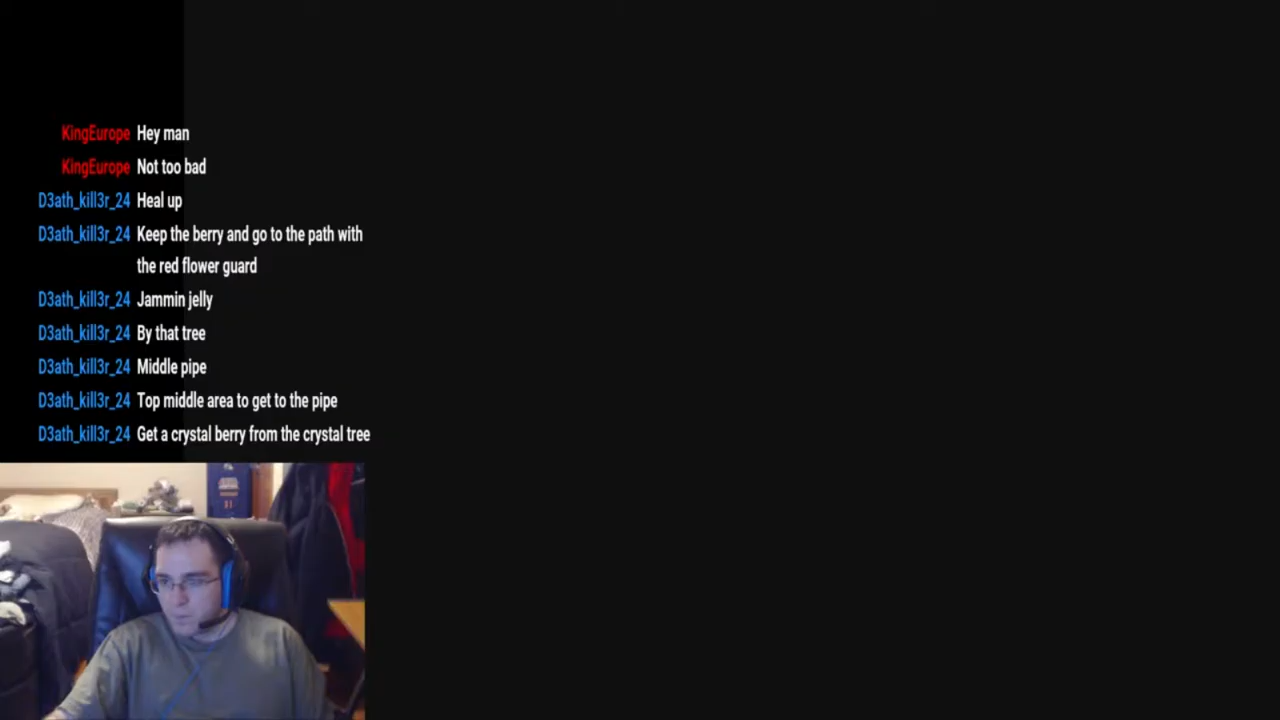 KingEurope Hey man
KingEurope Not too bad
D3ath_kill3r_24 Heal up
D3ath_kill3r_24 Keep the berry and go to the path with
the red flower guard
D3ath_kill3r_24 Jammin jelly
D3ath_kill3r_24 By that tree
D3ath_kill3r_24 Middle pipe
D3ath_kill3r_24 Top middle area to get to the pipe
D3ath_kill3r_24 Get a crystal berry from the crystal tree